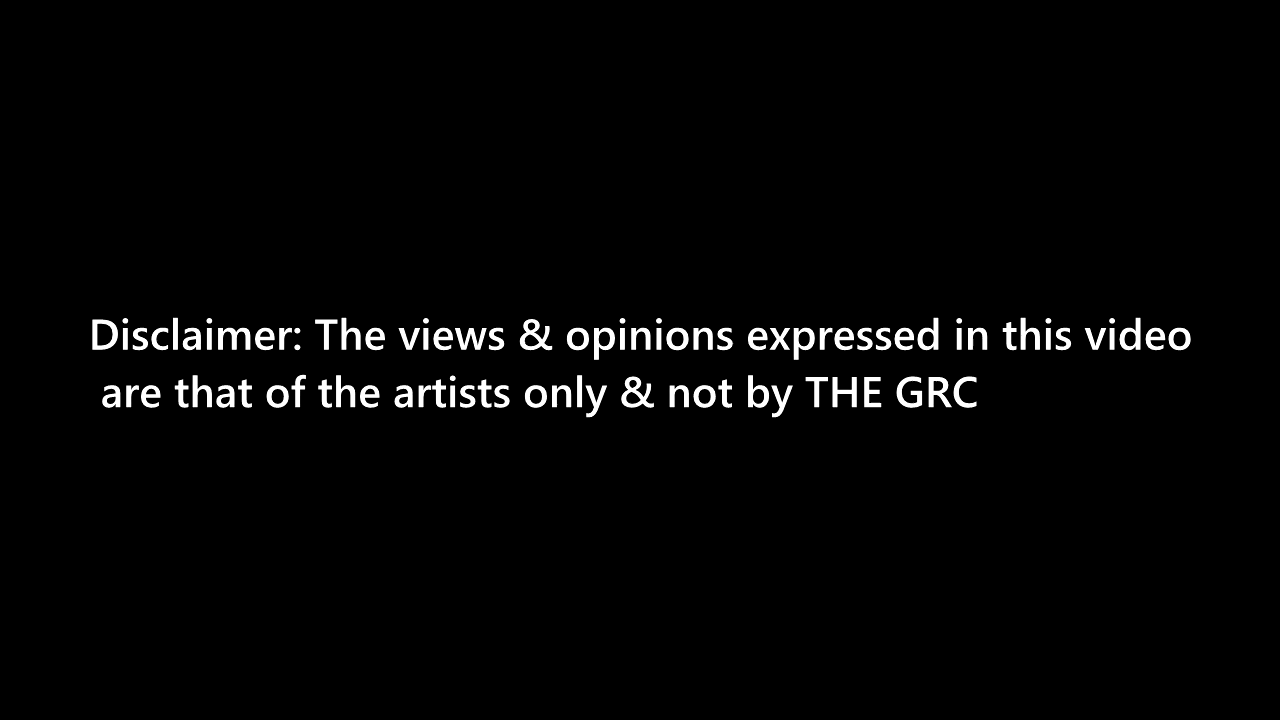 Disclaimer: The views & opinions expressed in this video
are that of the artists only & not by THE GRC